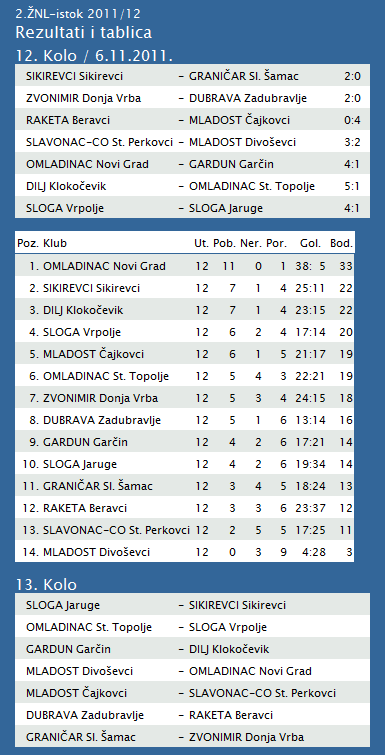 2.ŽNL-istok 2011/12
Rezultati i tablica
12. Kolo / 6.11.2011.
SIKIREVCI Sikirevci - GRANIČAR Sl. Šamac 2:0
ZVONIMIR Donja Vrba - DUBRAVA Zadubravlje 2:0
RAKETA Beravci - MLADOST Čajkovci 0:4
SLAVONAC-CO St. Perkovci - MLADOST Divoševci 3:2
OMLADINAC Novi Grad - GARDUN Garčin 4:1
DILJ Klokočevik - OMLADINAC St. Topolje 5:1
SLOGA Vrpolje - SLOGA Jaruge 4:1
Poz. Klub Ut. Pob. Ner. Por. Gol. Bod.
1. OMLADINAC Novi Grad 12 11 0 1 38: 5 33
2. SIKIREVCI Sikirevci 12 7 1 4 25:11 22
3. DILJ Klokočevik 12 7 1 4 23:15 22
4. SLOGA Vrpolje 12 6 2 4 17:14 20
5. MLADOST Čajkovci 12 6 1 5 21:17 19
6. OMLADINAC St. Topolje 12 5 4 3 22:21 19
7. ZVONIMIR Donja Vrba 12 5 3 4 24:15 18
8. DUBRAVA Zadubravlje 12 5 1 6 13:14 16
9. GARDUN Garčin 12 4 2 6 17:21 14
10. SLOGA Jaruge 12 4 2 6 19:34 14
11. GRANIČAR Sl. Šamac 12 3 4 5 18:24 13
12. RAKETA Beravci 12 3 3 6 23:37 12
13. SLAVONAC-CO St. Perkovci 12 2 5 5 17:25 11
14. MLADOST Divoševci 12 0 3 9 4:28 3
13. Kolo
SLOGA Jaruge - SIKIREVCI Sikirevci
OMLADINAC St. Topolje - SLOGA Vrpolje
GARDUN Garčin - DILJ Klokočevik
MLADOST Divoševci - OMLADINAC Novi Grad
MLADOST Čajkovci - SLAVONAC-CO St. Perkovci
DUBRAVA Zadubravlje - RAKETA Beravci
GRANIČAR Sl. Šamac - ZVONIMIR Donja Vrba